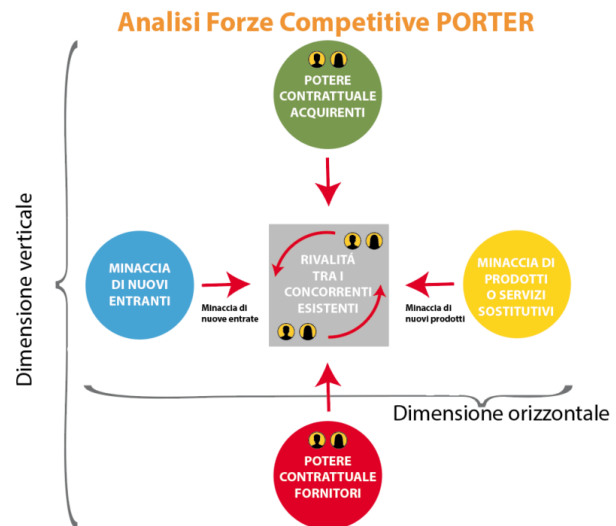 Analisi Forze Competitive PORTER
POTERE
CONTRATTUALE
ACQUIRENTI
Dimensione verticale
MINACCIA
DI NUOVI
ENTRANTI
Minaccia di
nuove entrate
RIVALITÁ
TRA I
CONCORRENTI
ESISTENTI
Minaccia di
nuovi prodotti
MINACCIA DI
PRODOTTI
O SERVIZI
SOSTITUTIVI
Dimensione orizzontale
POTERE
CONTRATTUALE
FORNITORI